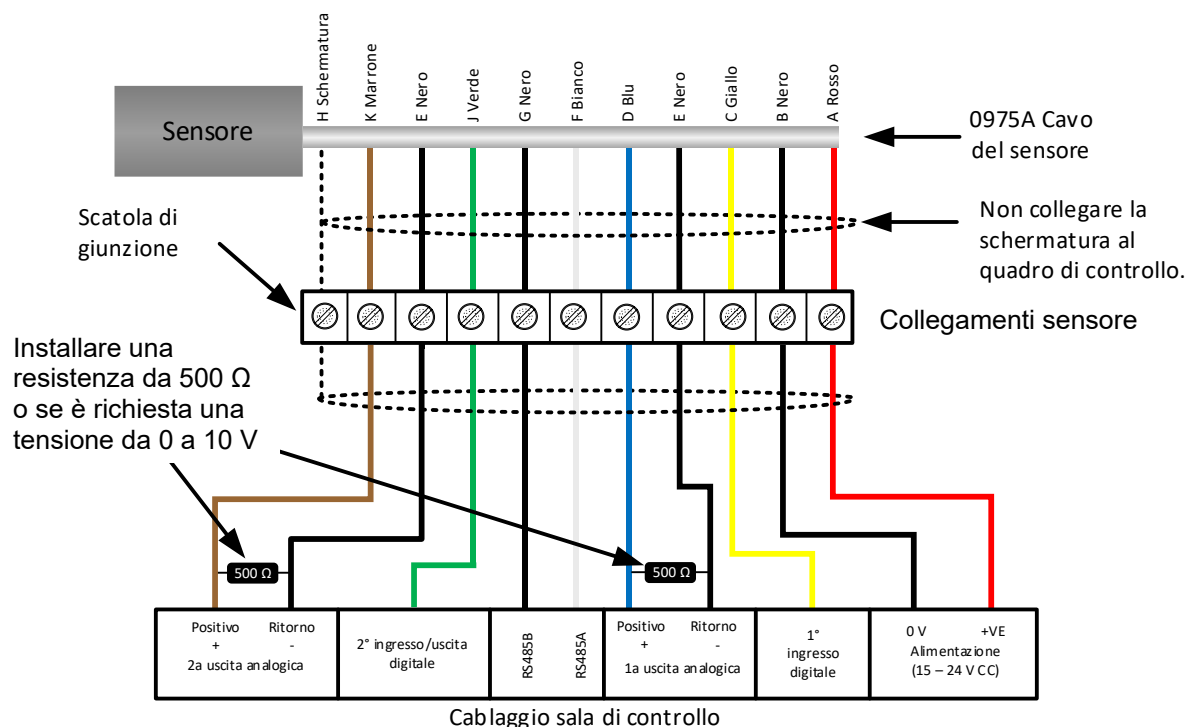 H Schermatura
K Marrone
E Nero
J Verde
G Nero
F Bianco
D Blu
E Nero
C Giallo
B Nero
A Rosso
Sensore
0975A Cavo
del sensore
Scatola di
giunzione
Non collegare la
schermatura al
quadro di controllo.
Collegamenti sensore
Installare una
resistenza da 500 Ω
o se è richiesta una
tensione da 0 a 10 V
500 Ω
500 Ω
Positivo
+
Ritorno
-
2a uscita analogica
2° ingresso/uscita
digitale
RS485B
RS485A
Positivo
+
Ritorno
-
1a uscita analogica
1°
ingresso
digitale
0 V
+VE
Alimentazione
(15 – 24 V CC)
Cablaggio sala di controllo